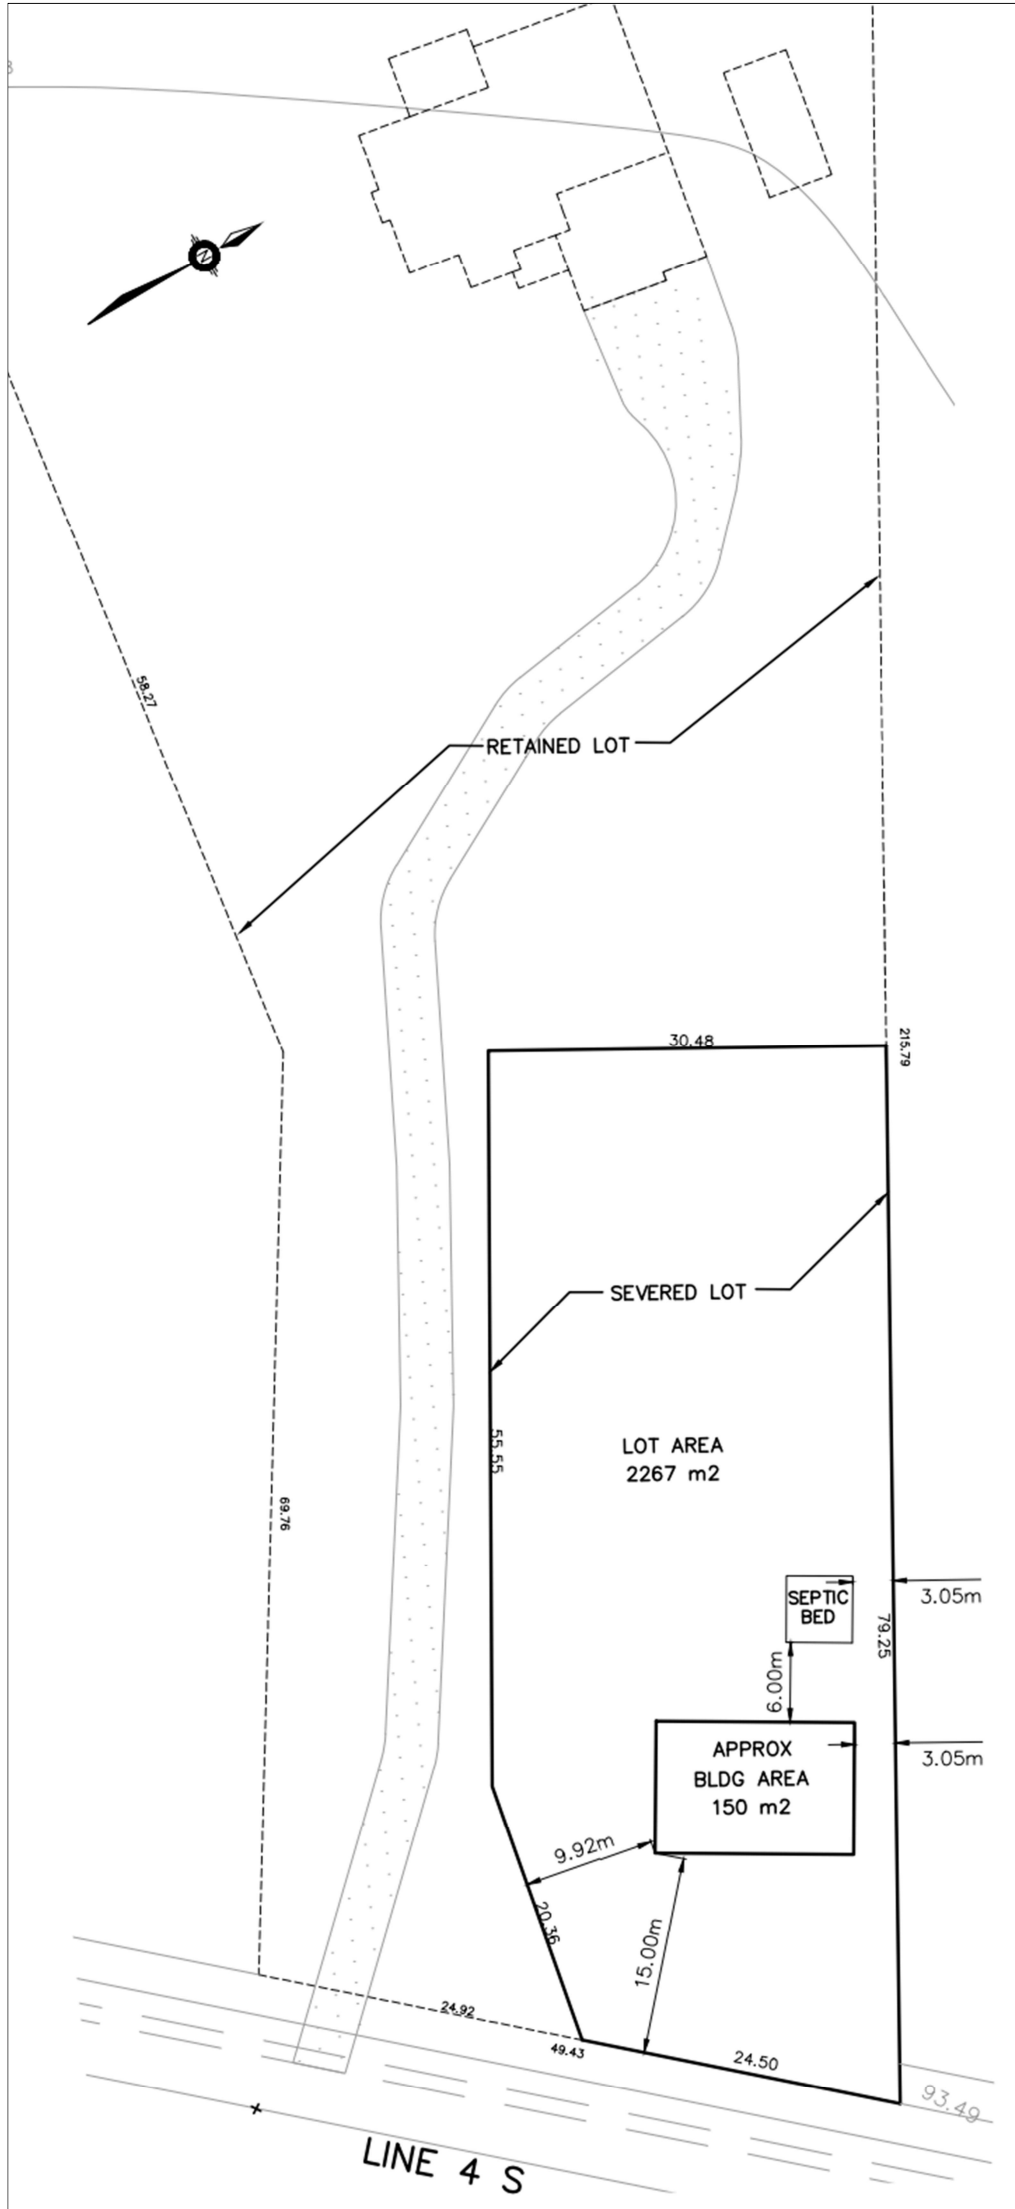 N
58.27
RETAINED LOT
30.48
215.79
SEVERED LOT
55.55
LOT AREA
2267 m2
69.76
SEPTIC
BED
3.05m
79.25
6.00m
APPROX
BLDG AREA
150 m2
3.05m
9.92m
20.36
15.00m
24.92
49.43
24.50
93.49
LINE 4 S